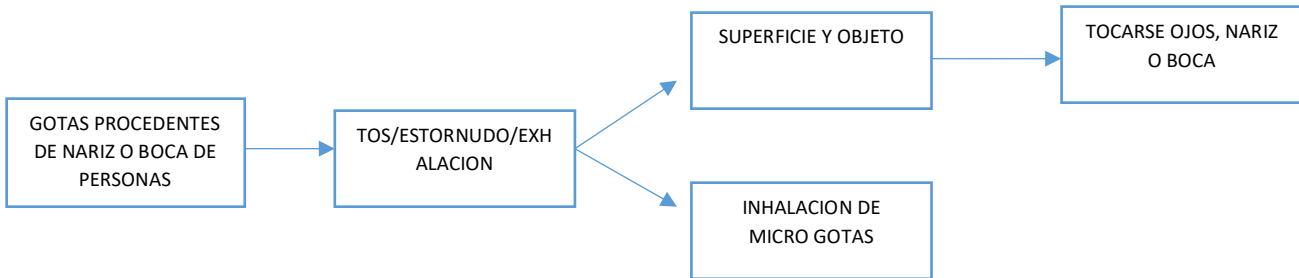 GOTAS PROCEDENTES
DE NARIZ O BOCA DE
PERSONAS
TOS/ESTORNUDO/EXH
ALACION
SUPERFICIE Y OBJETO
TOCARSE OJOS, NARIZ
O BOCA
INHALACION DE
MICRO GOTAS